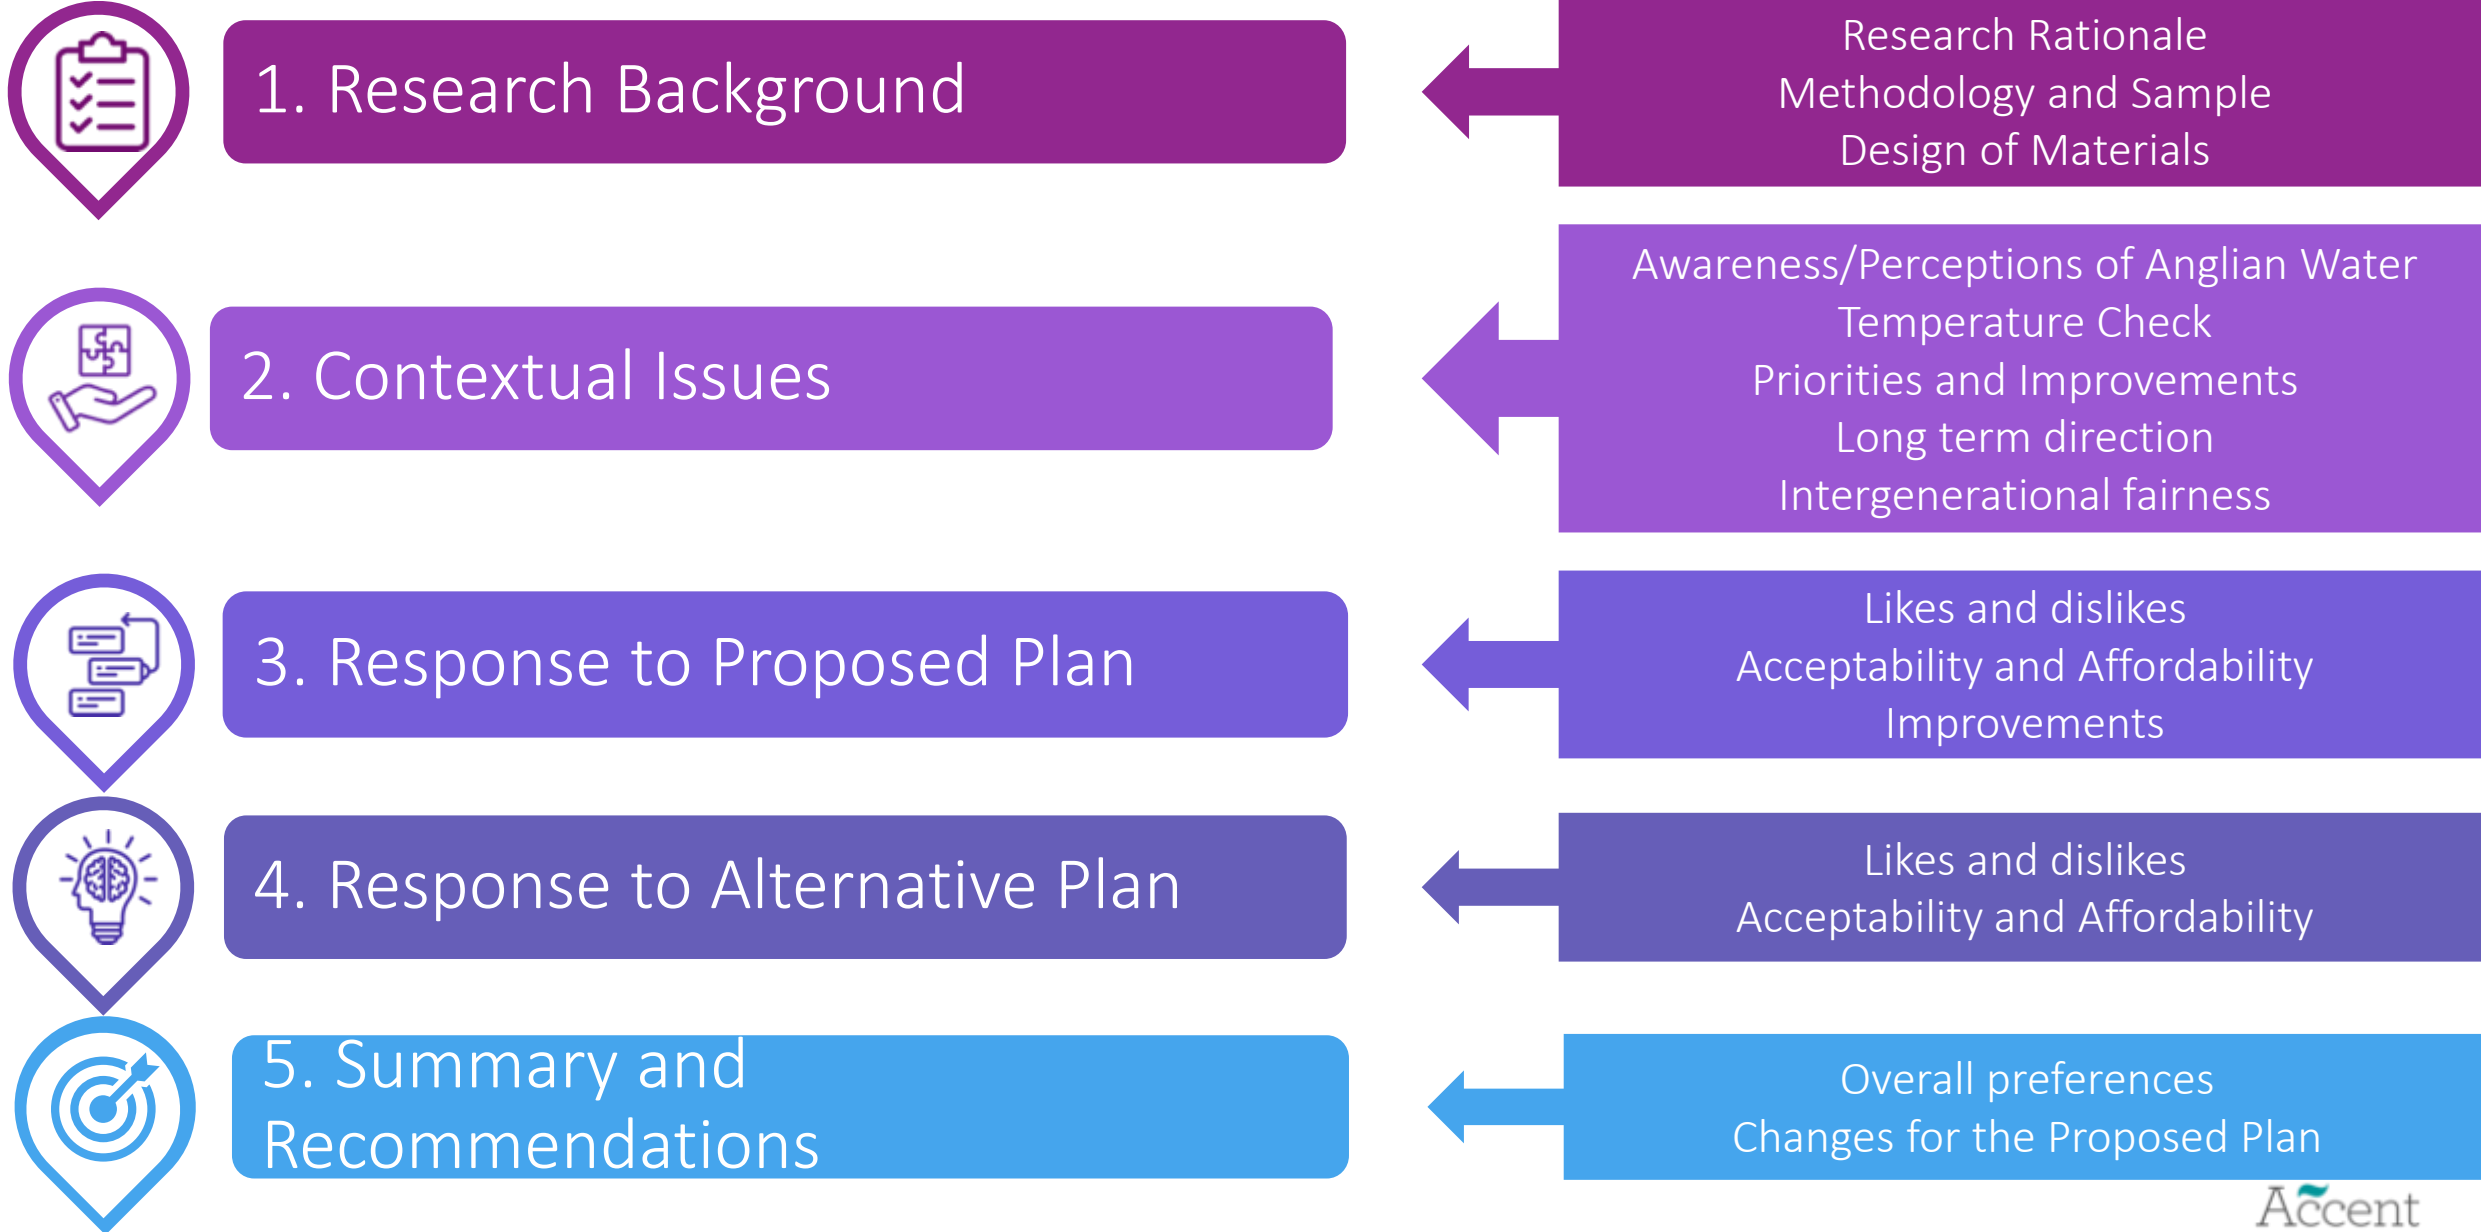 1. Research Background
Research Rationale
Methodology and Sample
Design of Materials
2. Contextual Issues
Awareness/Perceptions of Anglian Water
Temperature Check
Priorities and Improvements
Long term direction
Intergenerational fairness
3. Response to Proposed Plan
Likes and dislikes
Acceptability and Affordability
Improvements
4. Response to Alternative Plan
Likes and dislikes
Acceptability and Affordability
5. Summary and
Recommendations
Overall preferences
Changes for the Proposed Plan
Accent